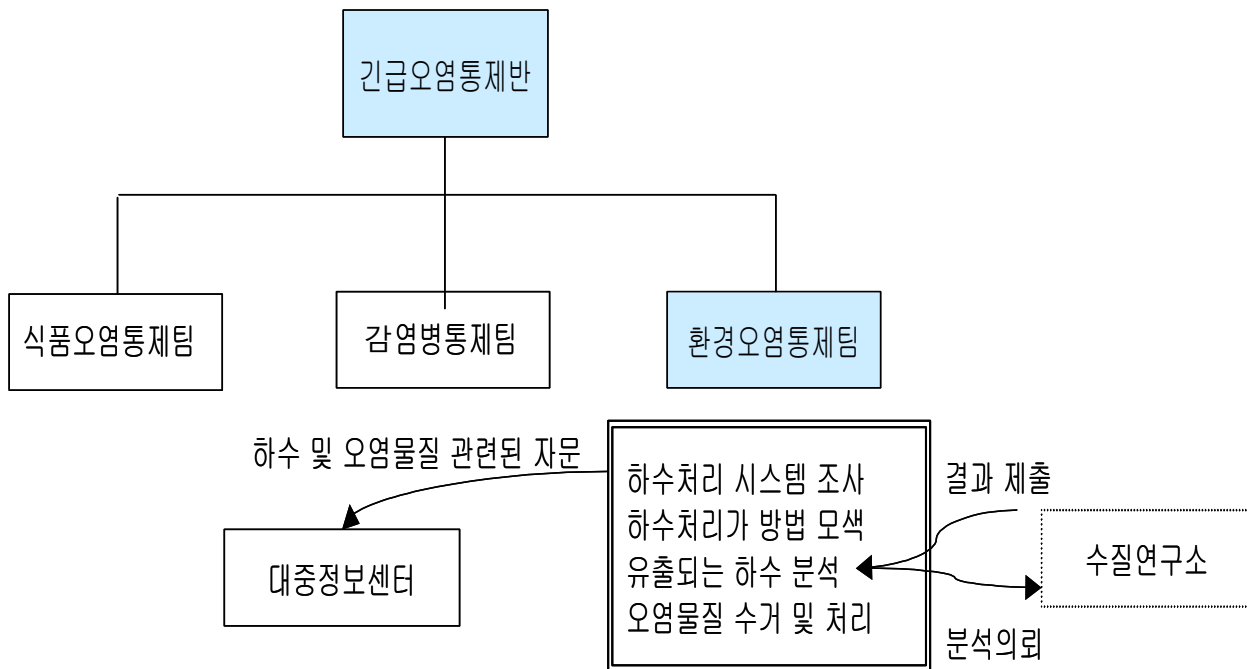 긴급오염통제반
식품오염통제팀
감염병통제팀
환경오염통제팀
하수 및 오염물질 관련된 자문
대중정보센터
하수처리 시스템 조사
하수처리가 방법 모색
유출되는 하수 분석
오염물질 수거 및 처리
결과 제출
수질연구소
분석의뢰